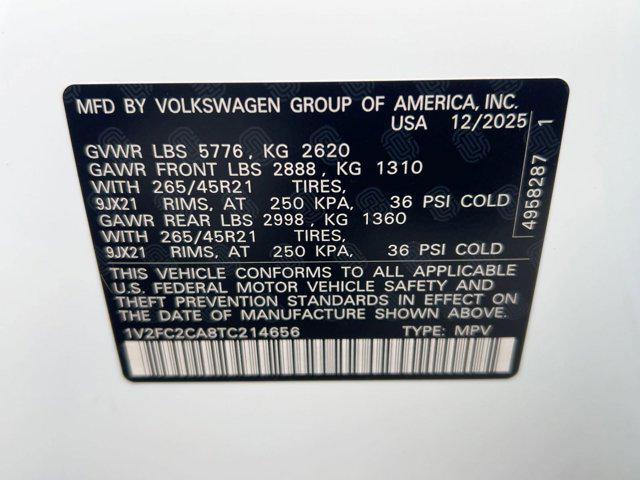 MFD BY VOLKSWAGEN GROUP OF AMERICA, INC.
USA 12/2025
GVWR LBS 5776, KG 2620
GAWR FRONT LBS 2888, KG 1310
WITH 265/45R21 TIRES,
9JX21 RIMS, AT 250 KPA, 36 PSI COLD
GAWR REAR LBS 2998, KG 1360
WITH 265/45R21 TIRES,
9JX21 RIMS, AT 250 KPA, 36 PSI COLD
THIS VEHICLE CONFORMS TO ALL APPLICABLE
U.S. FEDERAL MOTOR VEHICLE SAFETY AND
THEFT PREVENTION STANDARDS IN EFFECT ON
THE DATE OF MANUFACTURE SHOWN ABOVE.
1V2FC2CA8TC214656 TYPE: MPV
4958287 1